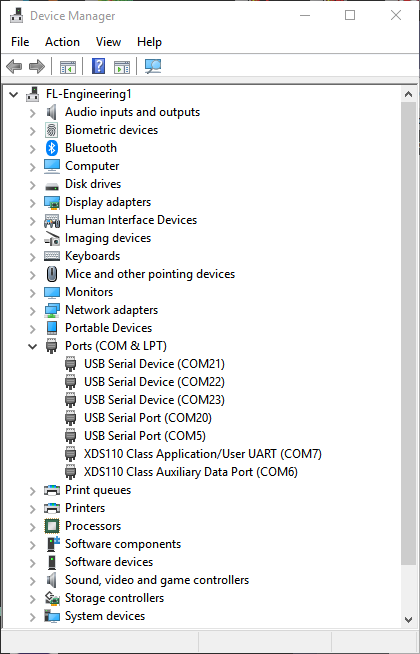 Device Manager
File Action View Help
FL-Engineering1
Audio inputs and outputs
Biometric devices
Bluetooth
Computer
Disk drives
Display adapters
Human Interface Devices
Imaging devices
Keyboards
Mice and other pointing devices
Monitors
Network adapters
Portable Devices
Ports (COM & LPT)
USB Serial Device (COM21)
USB Serial Device (COM22)
USB Serial Device (COM23)
USB Serial Port (COM20)
USB Serial Port (COM5)
XDS110 Class Application/User UART (COM7)
XDS110 Class Auxiliary Data Port (COM6)
Print queues
Printers
Processors
Software components
Software devices
Sound, video and game controllers
Storage controllers
System devices